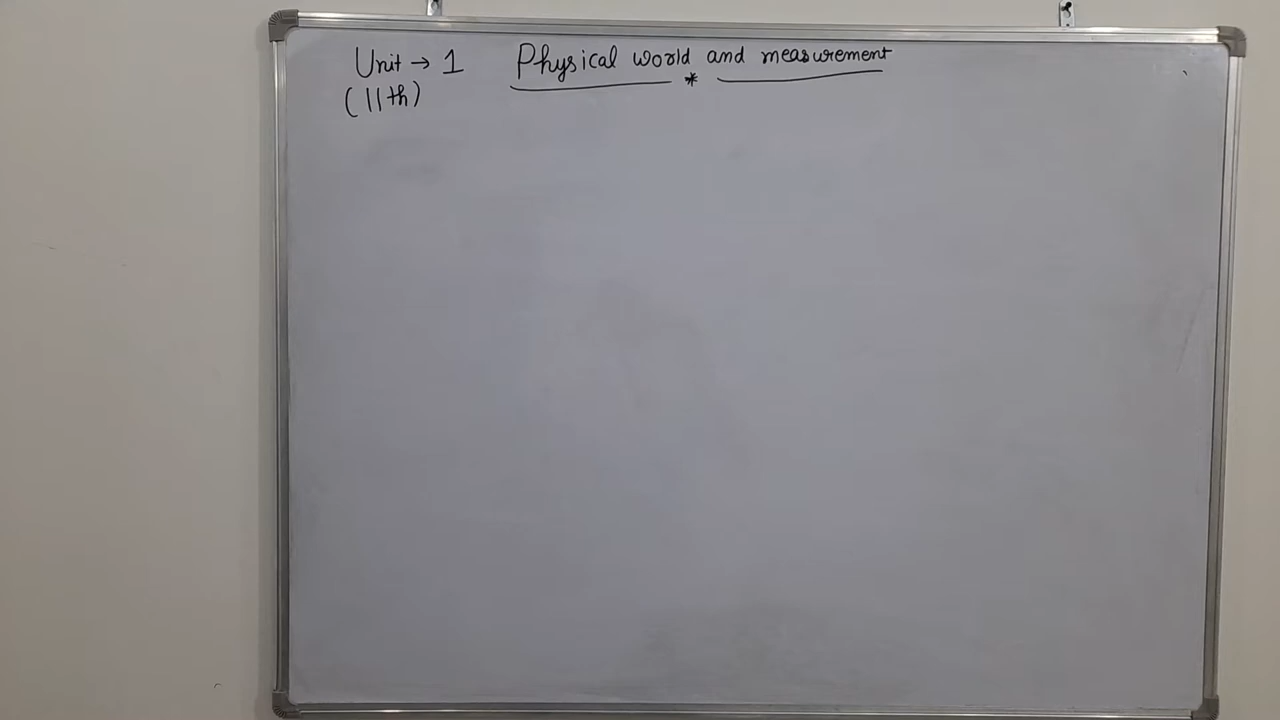 Unit → 1 Physical world and measurement
(11th) *